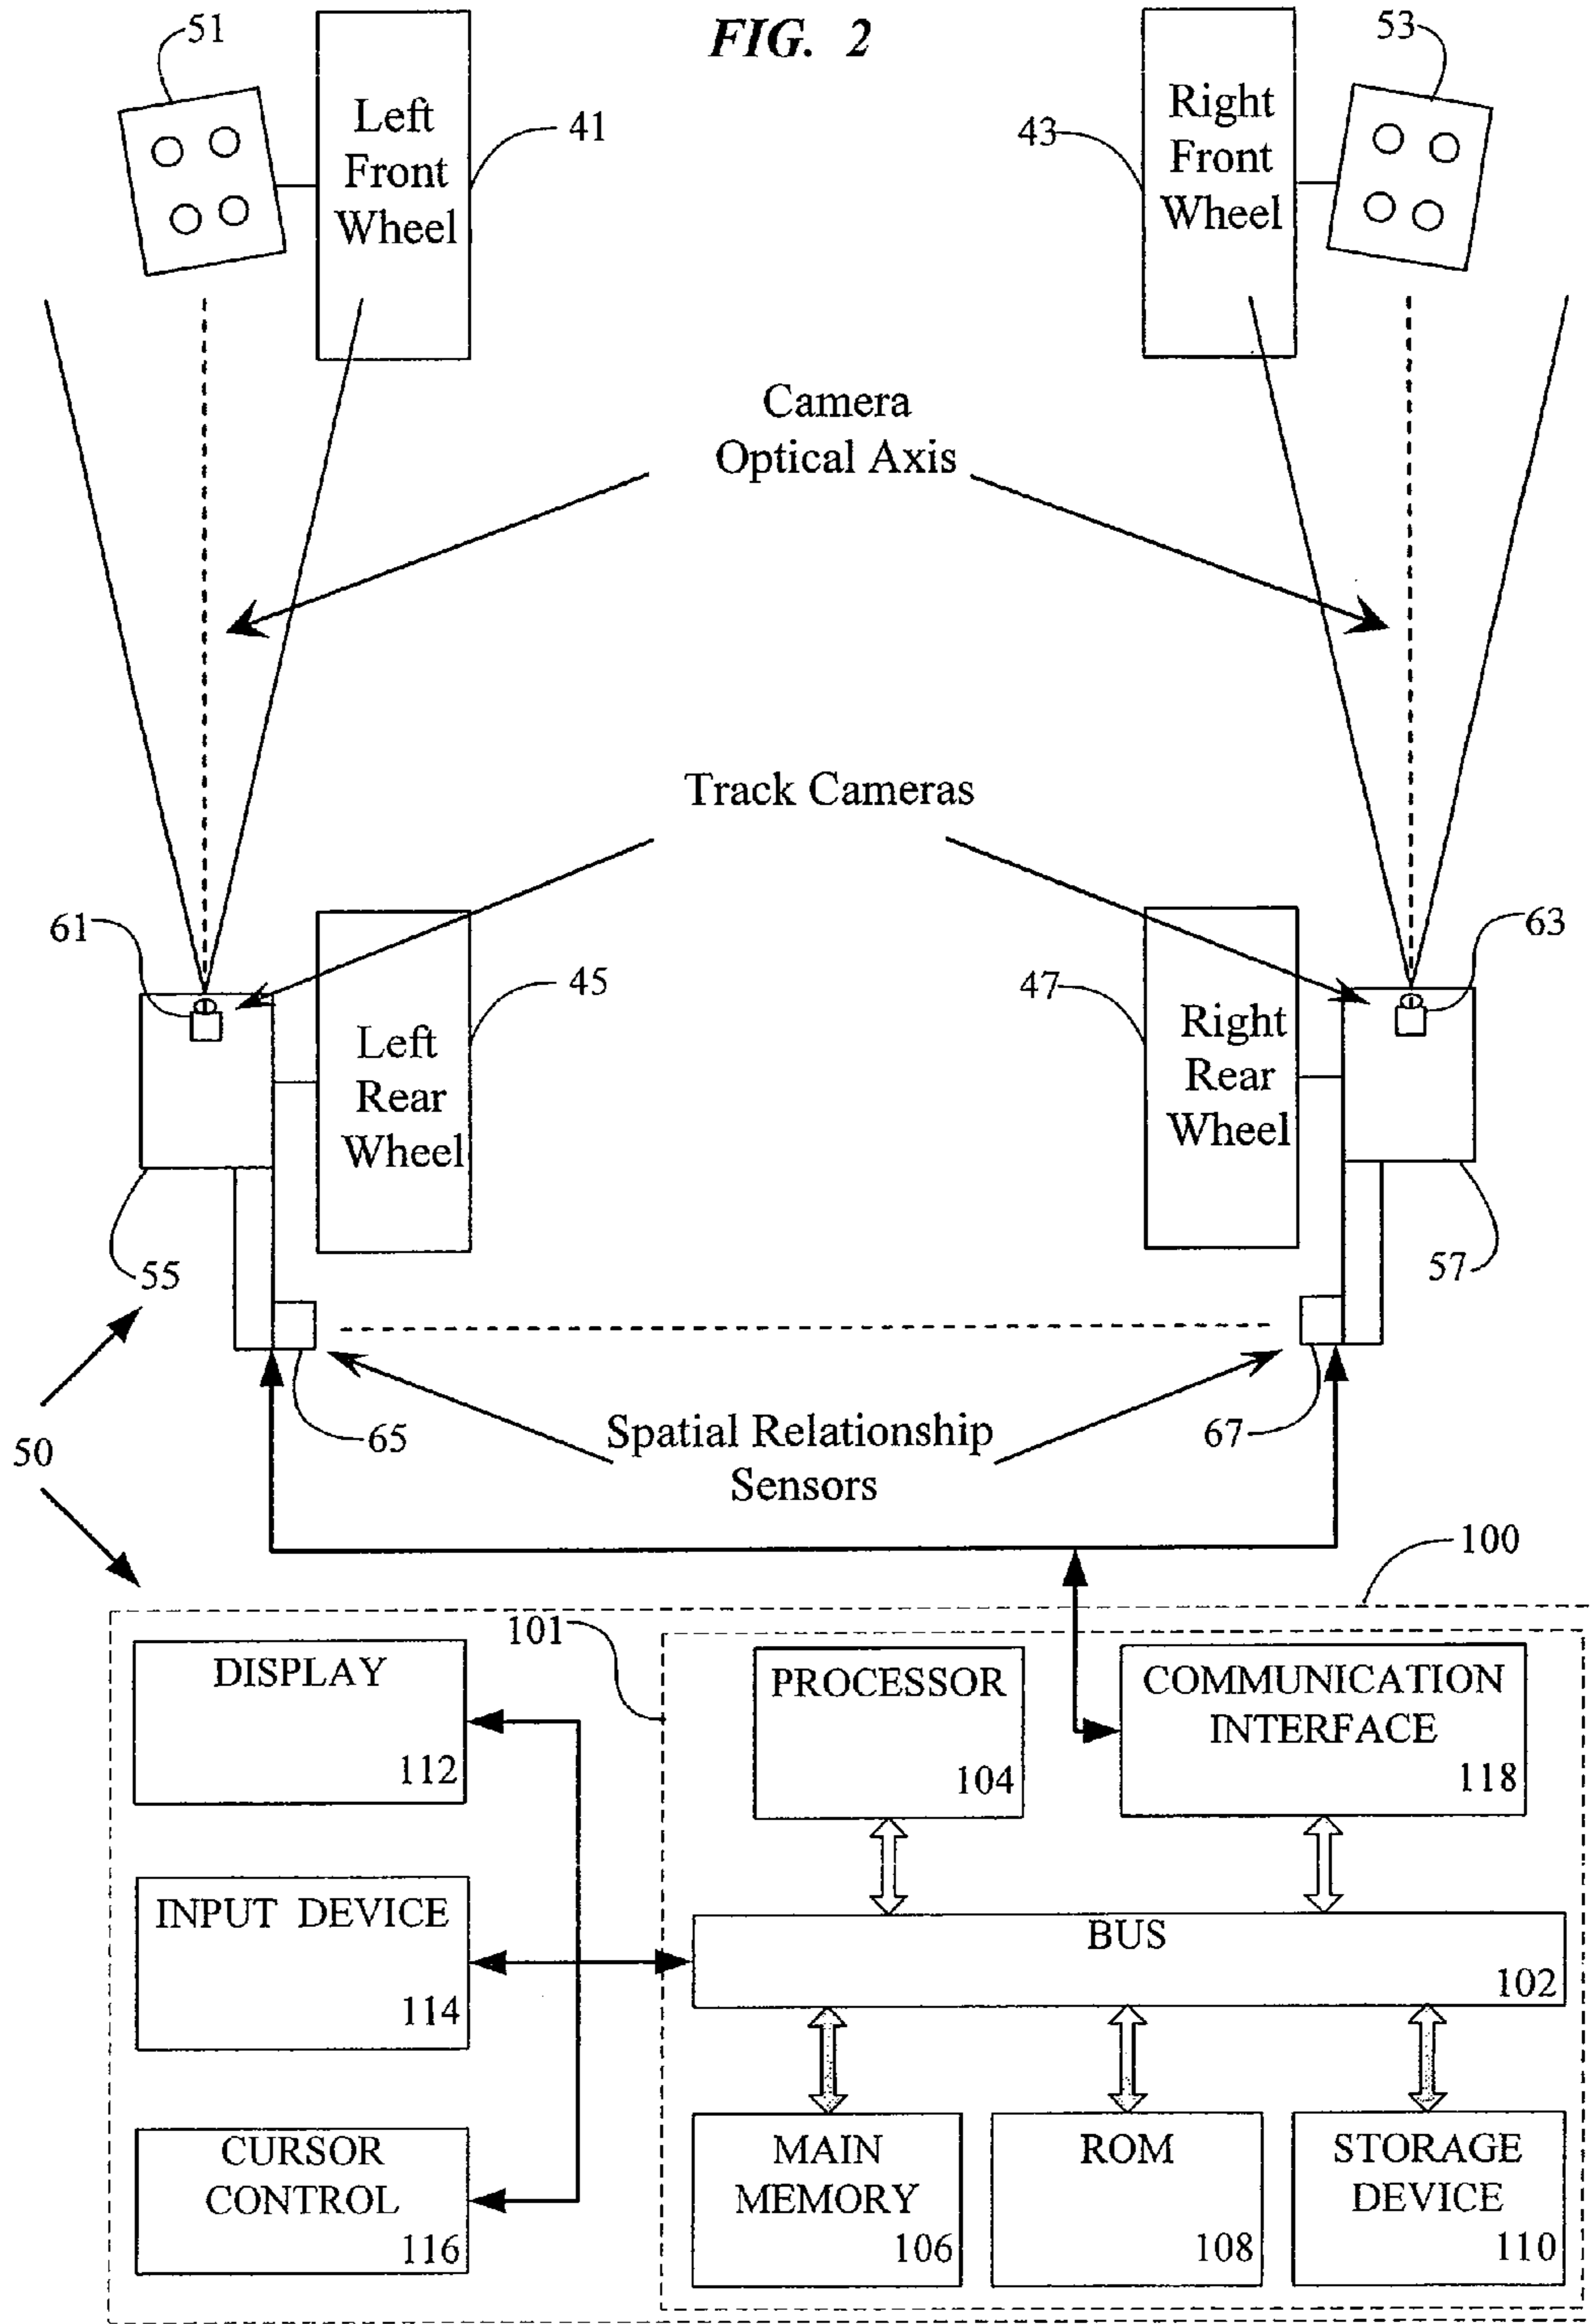 FIG. 2
51
53
Left
Front
Wheel
41
43
Right
Front
Wheel
Camera
Optical Axis
Track Cameras
61
63
45
47
Left
Rear
Wheel
Right
Rear
Wheel
55
57
50
65
Spatial Relationship
Sensors
67
100
101
DISPLAY
112
PROCESSOR
104
COMMUNICATION
INTERFACE
118
INPUT DEVICE
114
BUS
102
CURSOR
CONTROL
116
MAIN
MEMORY
106
ROM
108
STORAGE
DEVICE
110